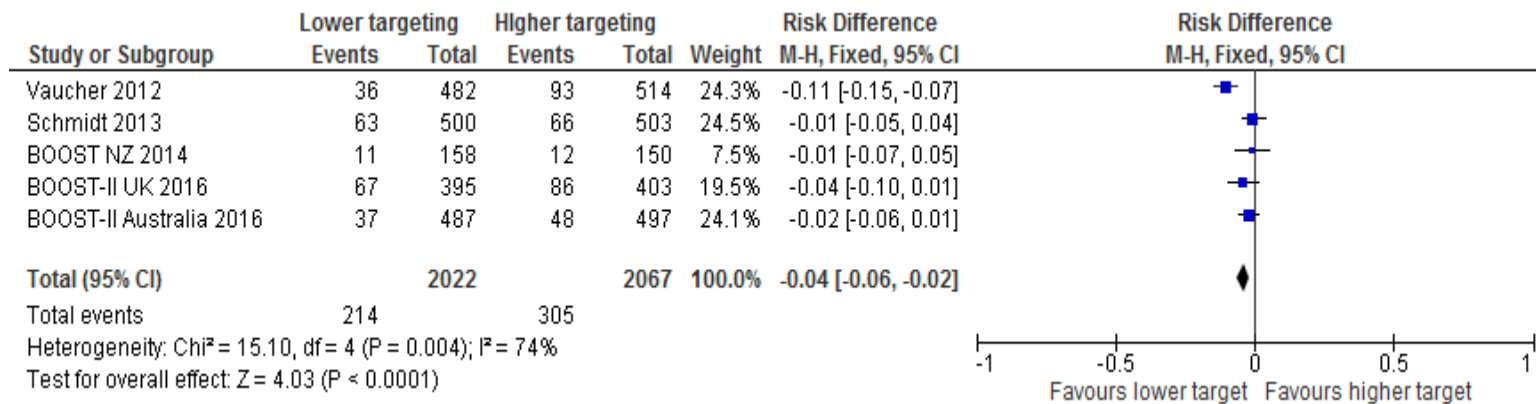 Lower targeting HIgher targeting Risk Difference Risk Difference
Study or Subgroup Events Total Events Total Weight M-H, Fixed, 95% CI M-H, Fixed, 95% CI
Vaucher 2012 36 482 93 514 24.3% -0.11 [-0.15, -0.07]
Schmidt 2013 63 500 66 503 24.5% -0.01 [-0.05, 0.04]
BOOST NZ 2014 11 158 12 150 7.5% -0.01 [-0.07, 0.05]
BOOST-II UK 2016 67 395 86 403 19.5% -0.04 [-0.10, 0.01]
BOOST-II Australia 2016 37 487 48 497 24.1% -0.02 [-0.06, 0.01]
Total (95% CI) 2022 2067 100.0% -0.04 [-0.06, -0.02]
Total events 214 305
Heterogeneity: Chi² = 15.10, df = 4 (P = 0.004); I² = 74%
Test for overall effect: Z = 4.03 (P < 0.0001)
-1 -0.5 0 0.5 1
Favours lower target Favours higher target